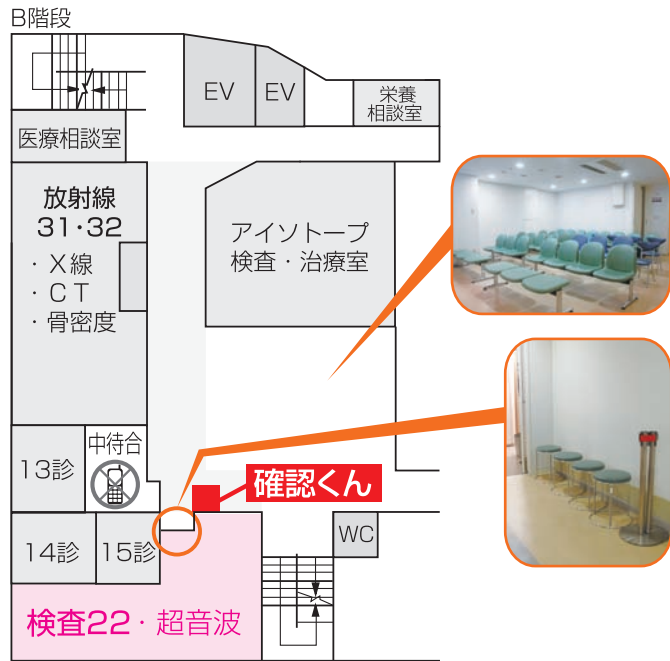 B階段
EV
EV
栄養
相談室
医療相談室
放射線
31・32
・X線
・CT
・骨密度
アイソトープ
検査・治療室
13診
中待合
確認くん
14診
15診
WC
検査22・超音波